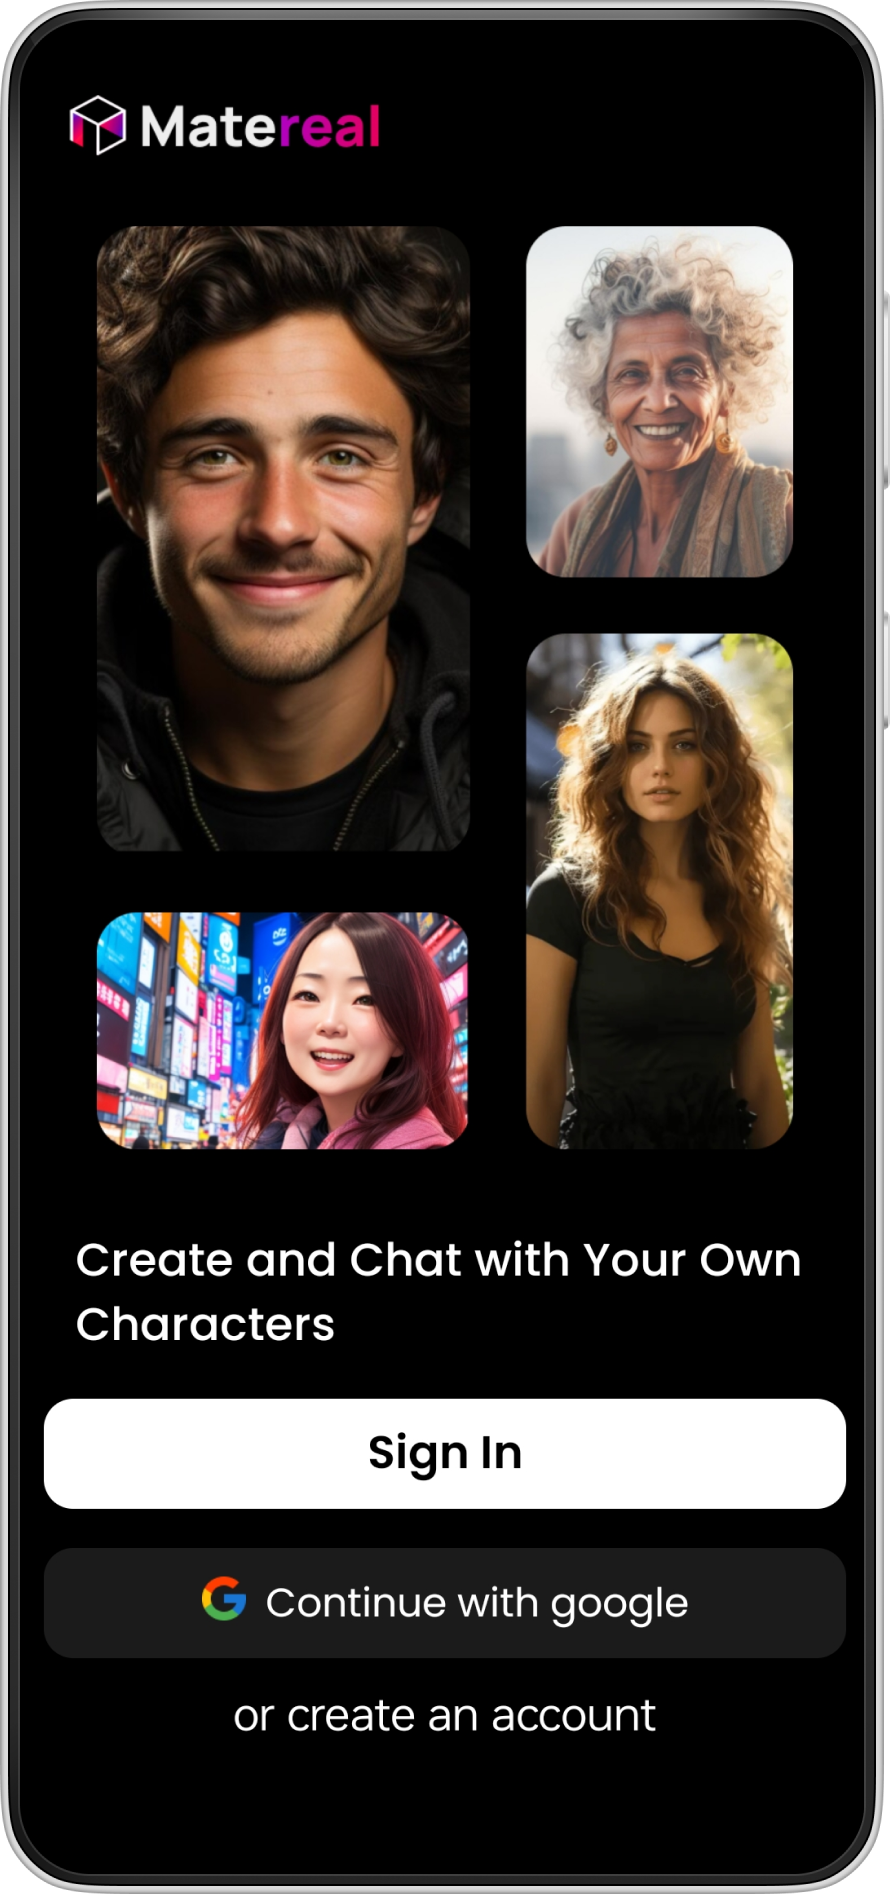 Matereal
Create and Chat with Your Own
Characters
Sign In
Continue with google
or create an account